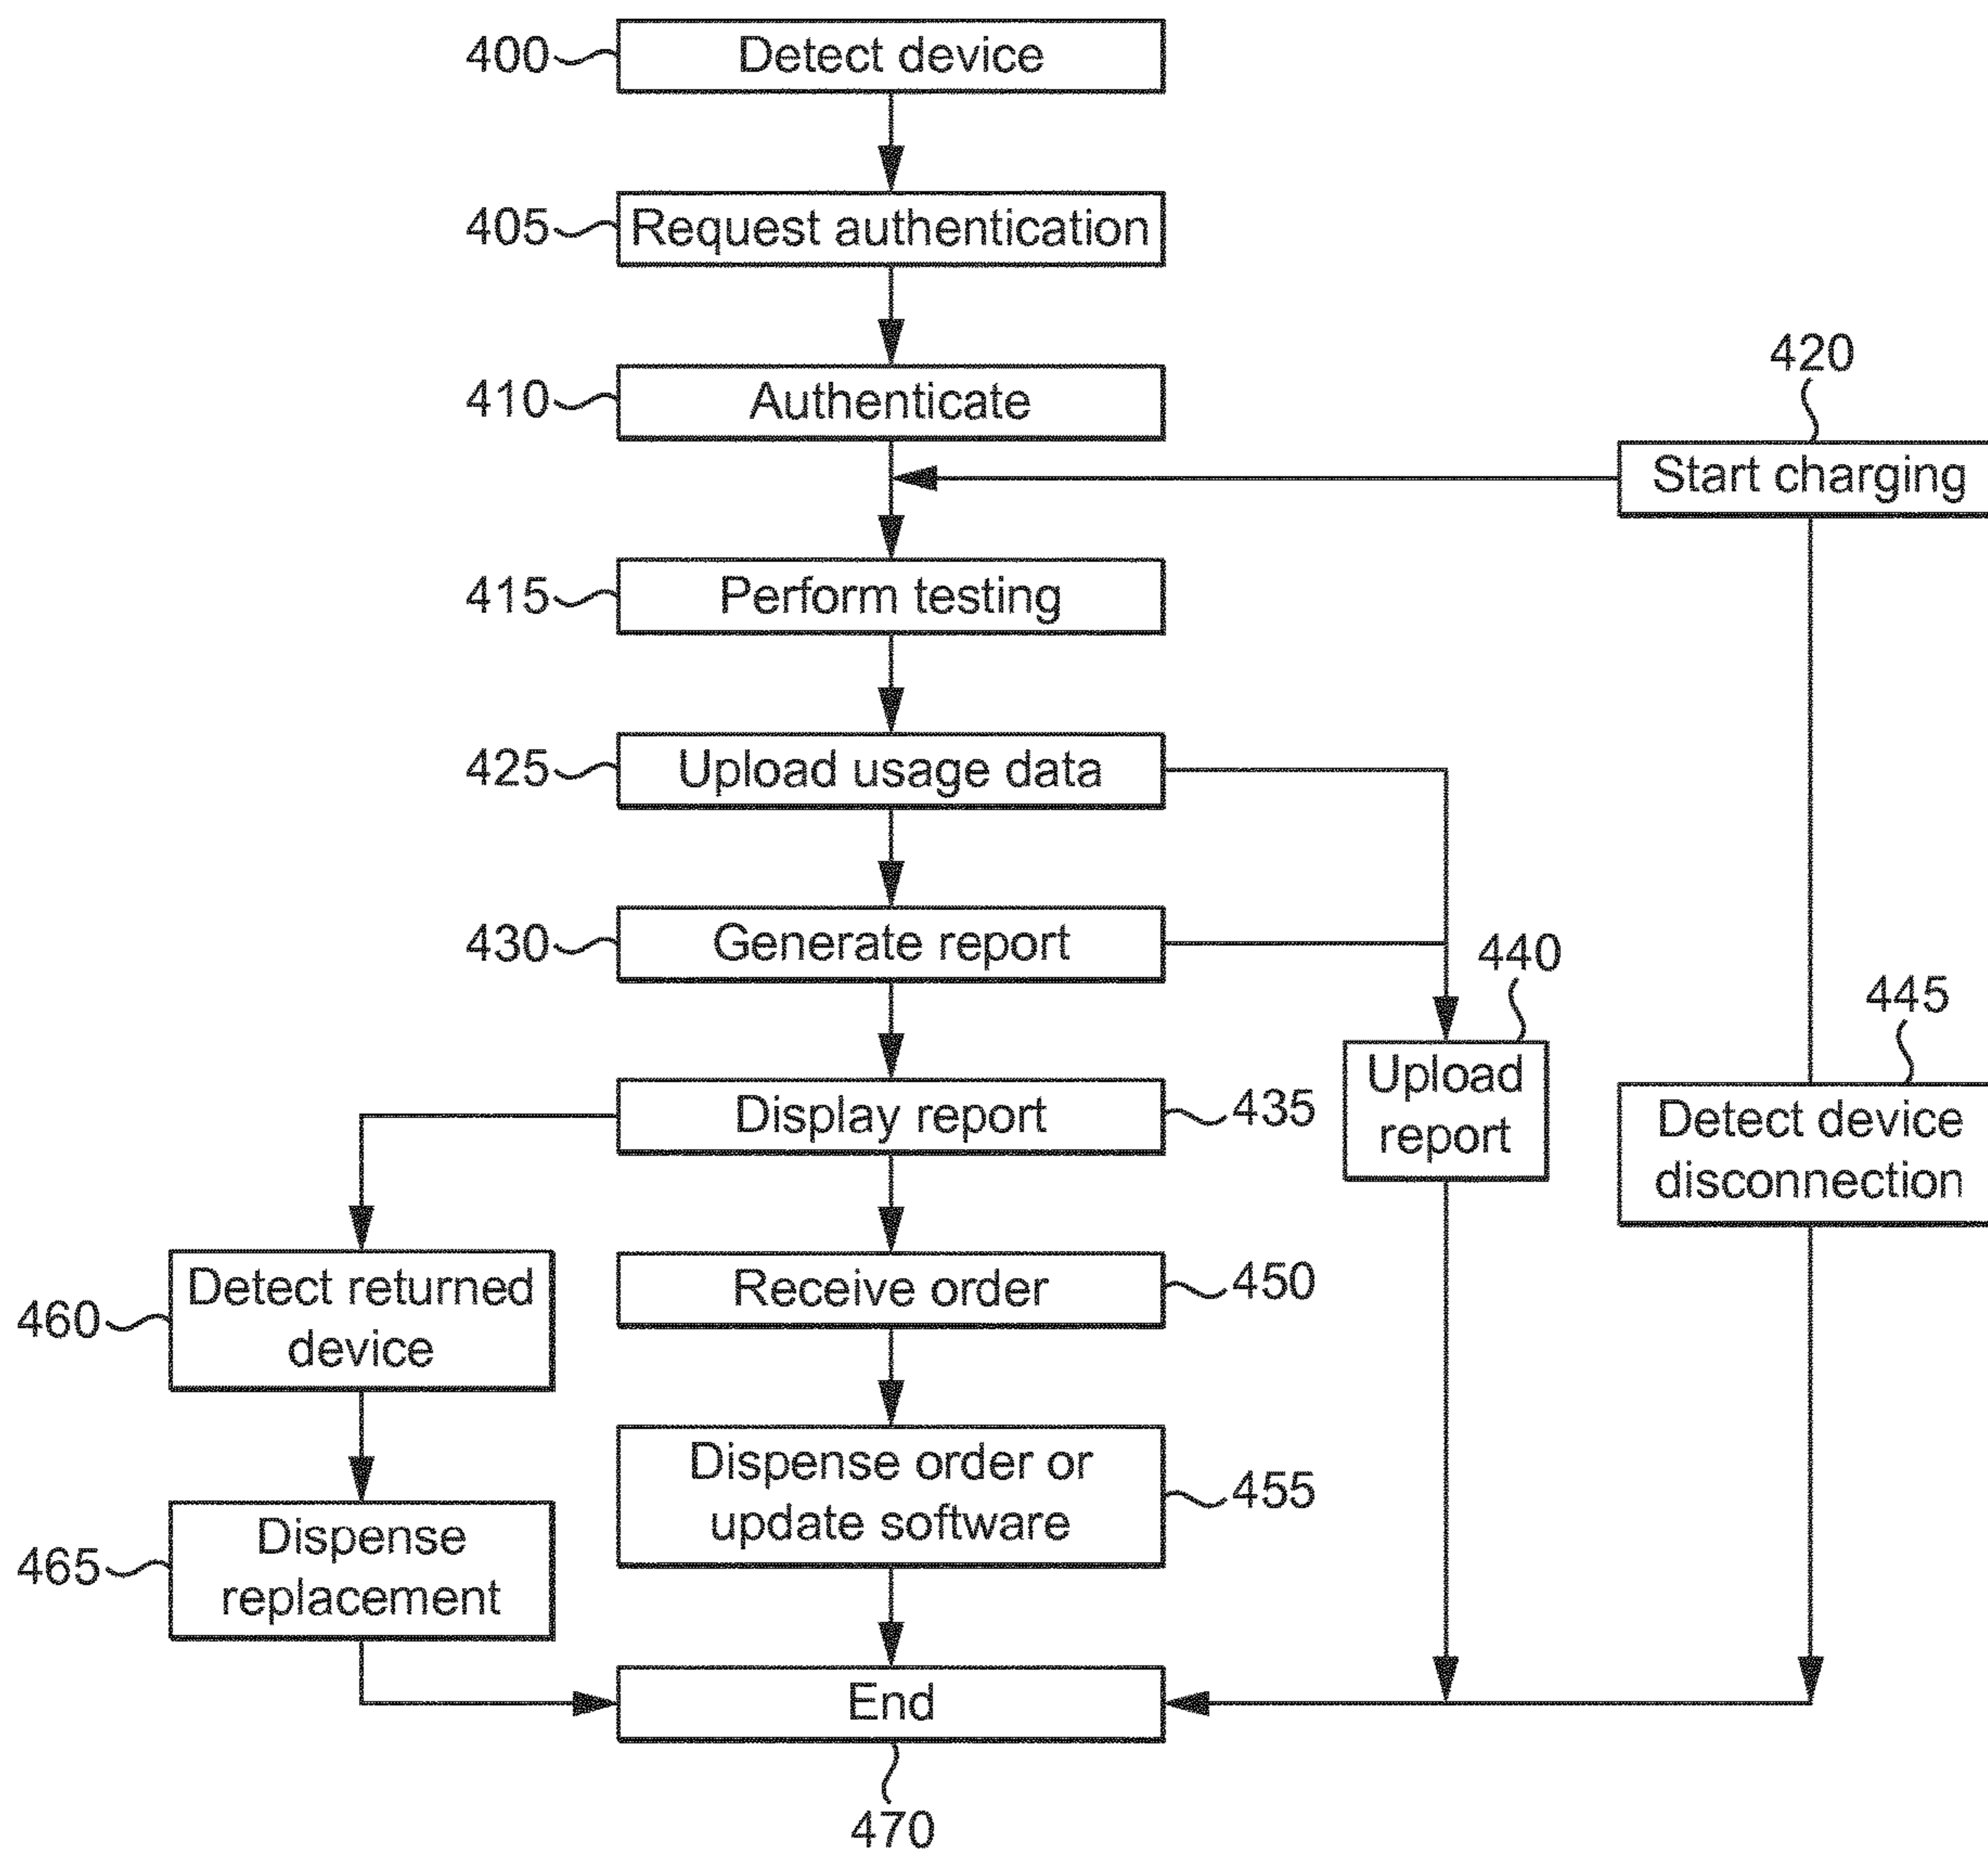 400
Detect device
405
Request authentication
410
Authenticate
420
Start charging
415
Perform testing
425
Upload usage data
430
Generate report
440
Upload
report
445
Detect device
disconnection
Display report
435
460
Detect returned
device
Receive order
450
465
Dispense
replacement
Dispense order or
update software
455
End
470